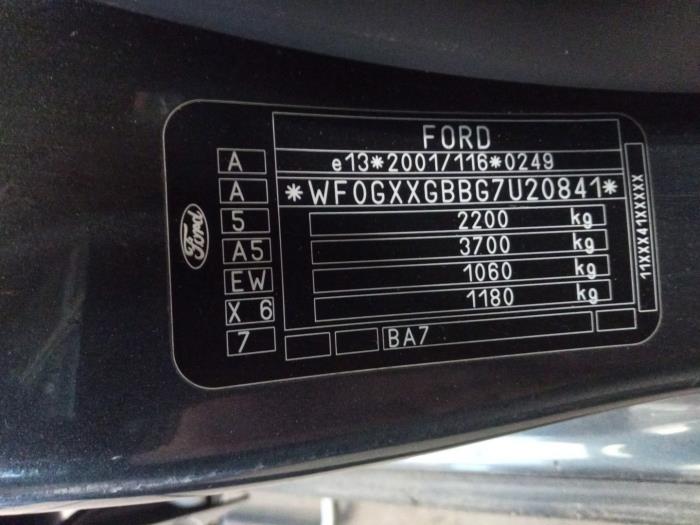 FORD
e13*2001/116*0249
*WF0GXXGBBG7U20841*
2200 kg
3700 kg
1060 kg
1180 kg
BA7
A
A
5
A5
EW
X 6
7
Ford
11XXX41XXXXX